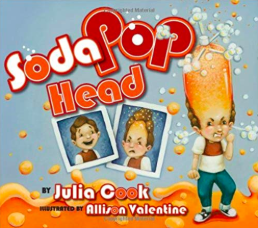 Soda Pop
Head
BY Julia Cook
ILLUSTRATED BY Allison Valentine